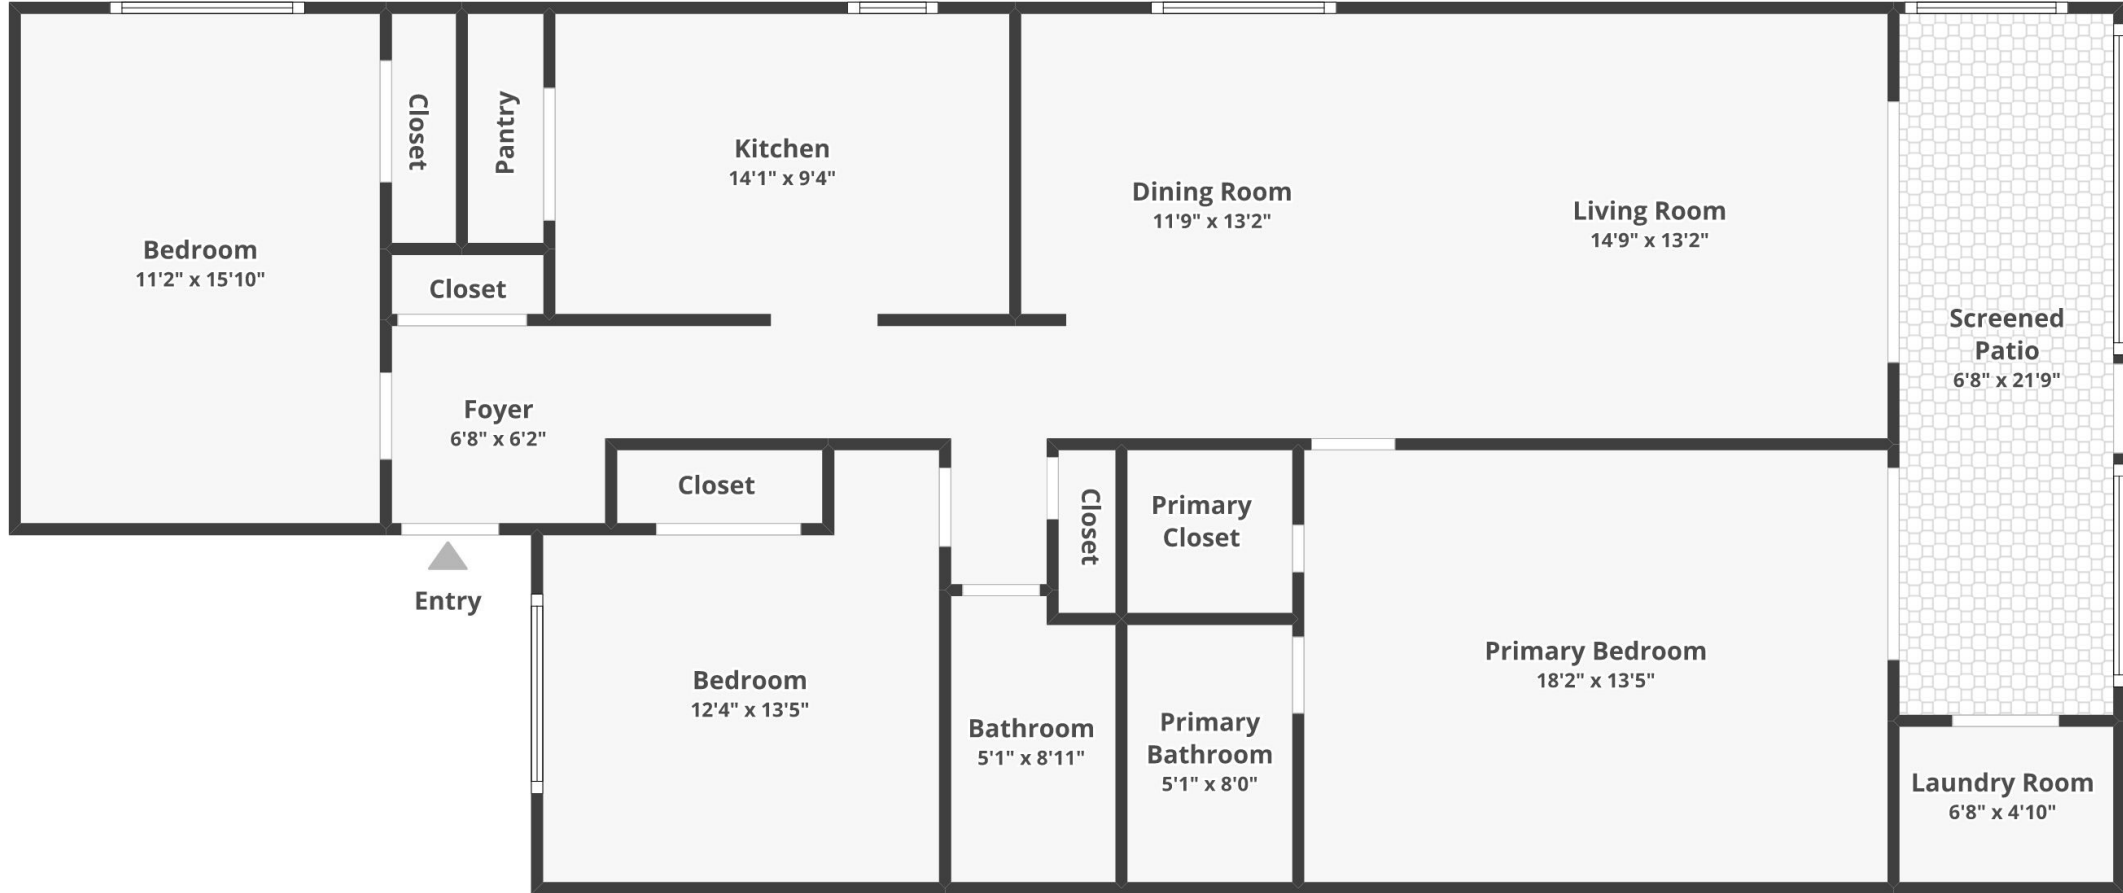 Bedroom
11'2" x 15'10"
Closet
Pantry
Closet
Kitchen
14'1" x 9'4"
Dining Room
11'9" x 13'2"
Living Room
14'9" x 13'2"
Screened
Patio
6'8" x 21'9"
Foyer
6'8" x 6'2"
Entry
Closet
Bedroom
12'4" x 13'5"
Closet
Primary
Closet
Bathroom
5'1" x 8'11"
Primary
Bathroom
5'1" x 8'0"
Primary Bedroom
18'2" x 13'5"
Laundry Room
6'8" x 4'10"